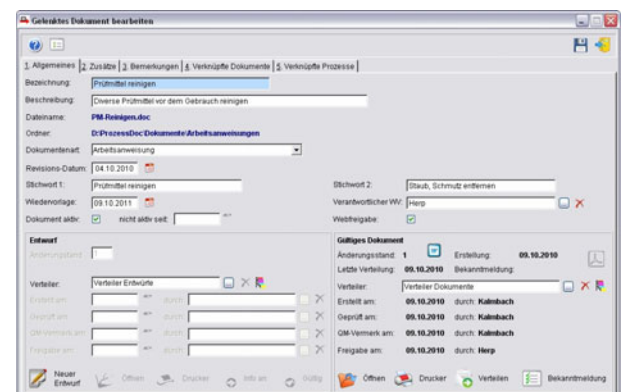 Gelenktes Dokument bearbeiten
1. Allgemeines 2. Zusätze 3. Bemerkungen 4. Verknüpfte Dokumente 5. Verknüpfte Prozesse
Bezeichnung: Prüfmittel reinigen
Beschreibung: Diverse Prüfmittel vor dem Gebrauch reinigen
Dateiname: PM-Reinigen.doc
Ordner: D:\ProzessDoc\Dokumente\Arbeitsanweisungen
Dokumentenart: Arbeitsanweisung
Revisions-Datum: 04.10.2010
Stichwort 1: Prüfmittel reinigen Stichwort 2: Staub, Schmutz entfernen
Wiedervorlage: 09.10.2011 Verantwortlicher WV: Herp
Dokument aktiv: nicht aktiv seit: Webfreigabe:
Entwurf Gültiges Dokument
Änderungsstand: 1 Änderungsstand: 1 Erstellung: 09.10.2010
Letzte Verteilung: 09.10.2010 Bekanntmeldung:
Verteiler: Verteiler Entwürfe Verteiler: Verteiler Dokumente
Erstellt am: durch: Erstellt am: 09.10.2010 durch: Kalmbach
Geprüft am: durch: Geprüft am: 09.10.2010 durch: Kalmbach
QM-Vermerk am: durch: QM-Vermerk am: 09.10.2010 durch: Kalmbach
Freigabe am: durch: Freigabe am: 09.10.2010 durch: Herp
Neuer Entwurf Öffnen Drucker Info an Gültig Öffnen Drucker Verteilen Bekanntmeldung